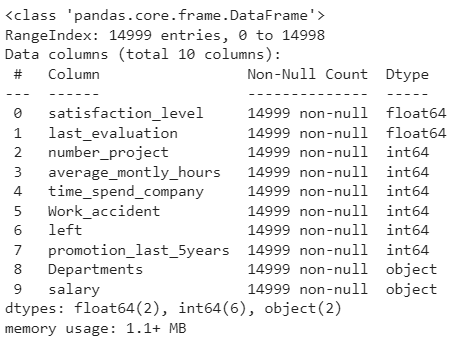 <class 'pandas.core.frame.DataFrame'>
RangeIndex: 14999 entries, 0 to 14998
Data columns (total 10 columns):
 #   Column                 Non-Null Count  Dtype
---  ------                 --------------  -----
 0   satisfaction_level     14999 non-null  float64
 1   last_evaluation        14999 non-null  float64
 2   number_project         14999 non-null  int64
 3   average_montly_hours   14999 non-null  int64
 4   time_spend_company     14999 non-null  int64
 5   Work_accident          14999 non-null  int64
 6   left                   14999 non-null  int64
 7   promotion_last_5years  14999 non-null  int64
 8   Departments            14999 non-null  object
 9   salary                 14999 non-null  object
dtypes: float64(2), int64(6), object(2)
memory usage: 1.1+ MB